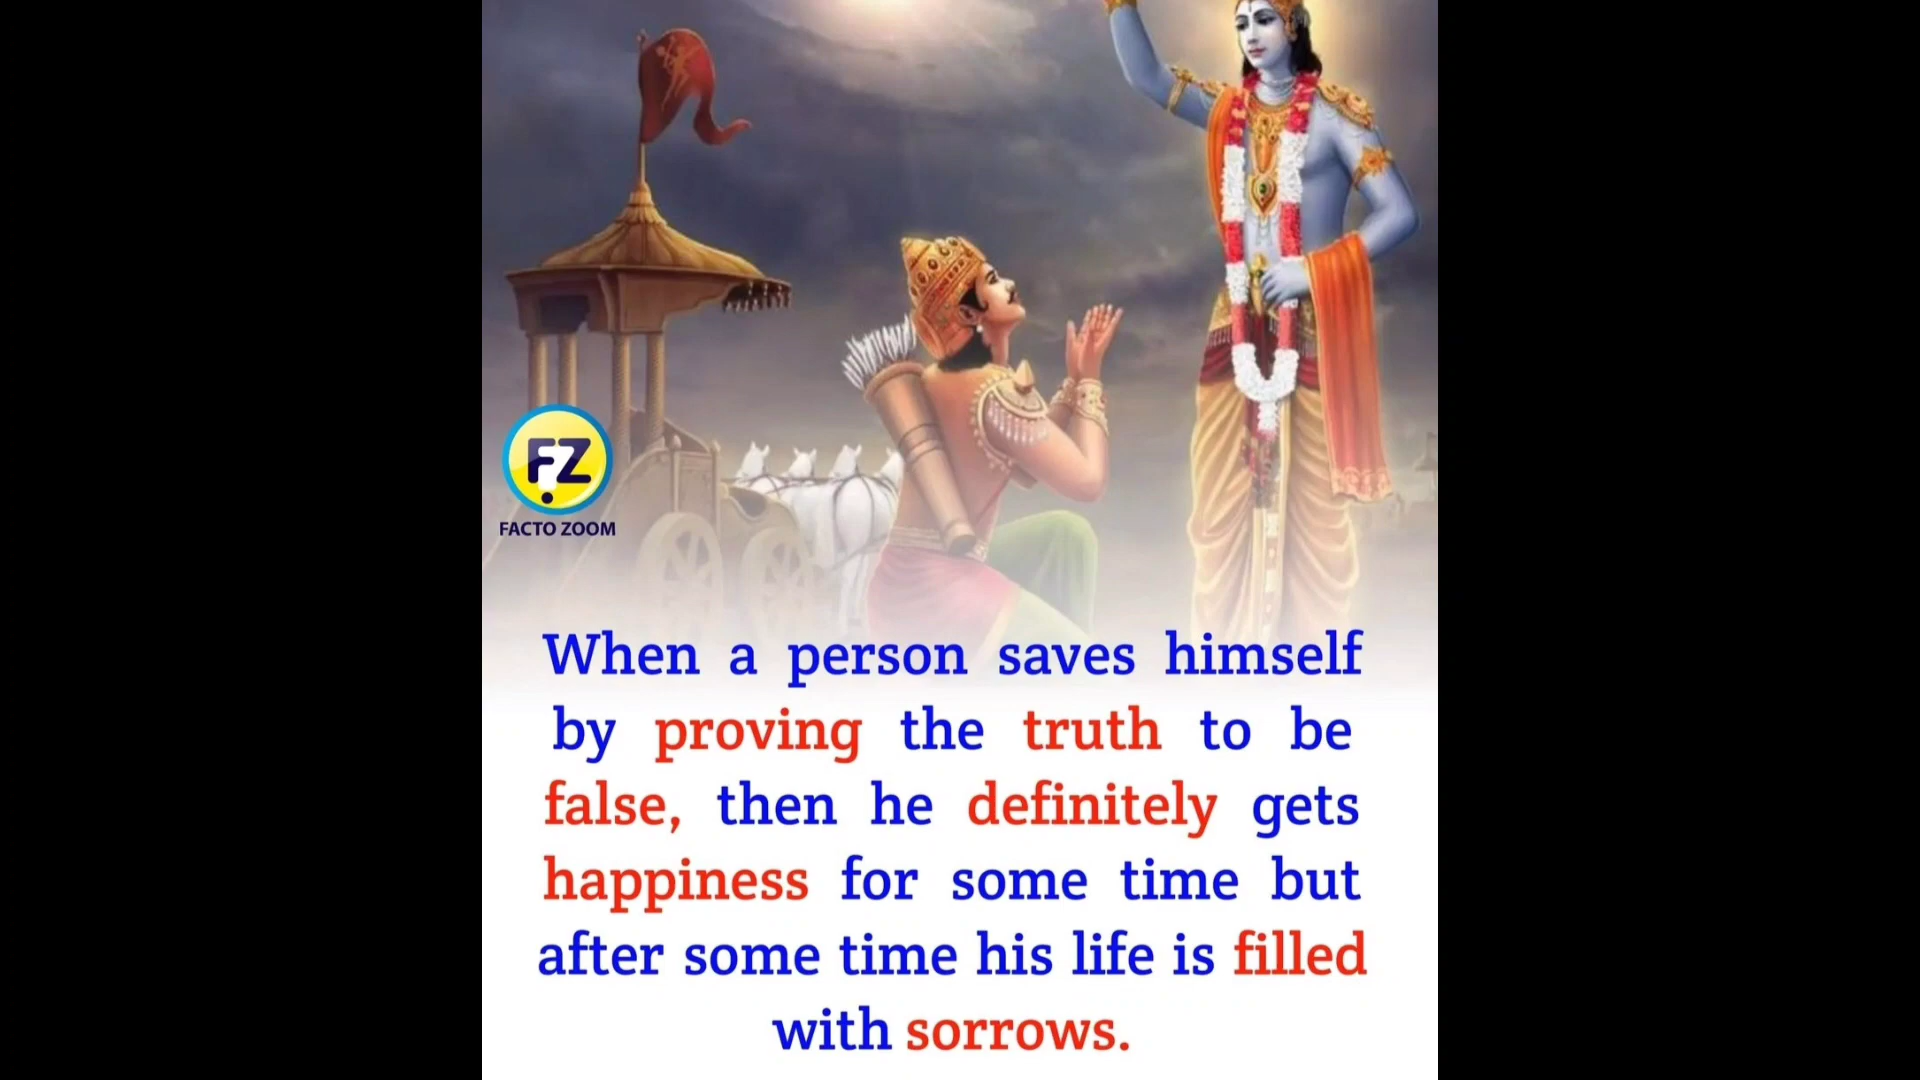 FZ
FACTO ZOOM
When a person saves himself
by proving the truth to be
false, then he definitely gets
happiness for some time but
after some time his life is filled
with sorrows.